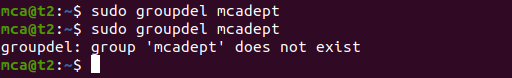 mca@t2:~$ sudo groupdel mcadept
mca@t2:~$ sudo groupdel mcadept
groupdel: group 'mcadept' does not exist
mca@t2:~$